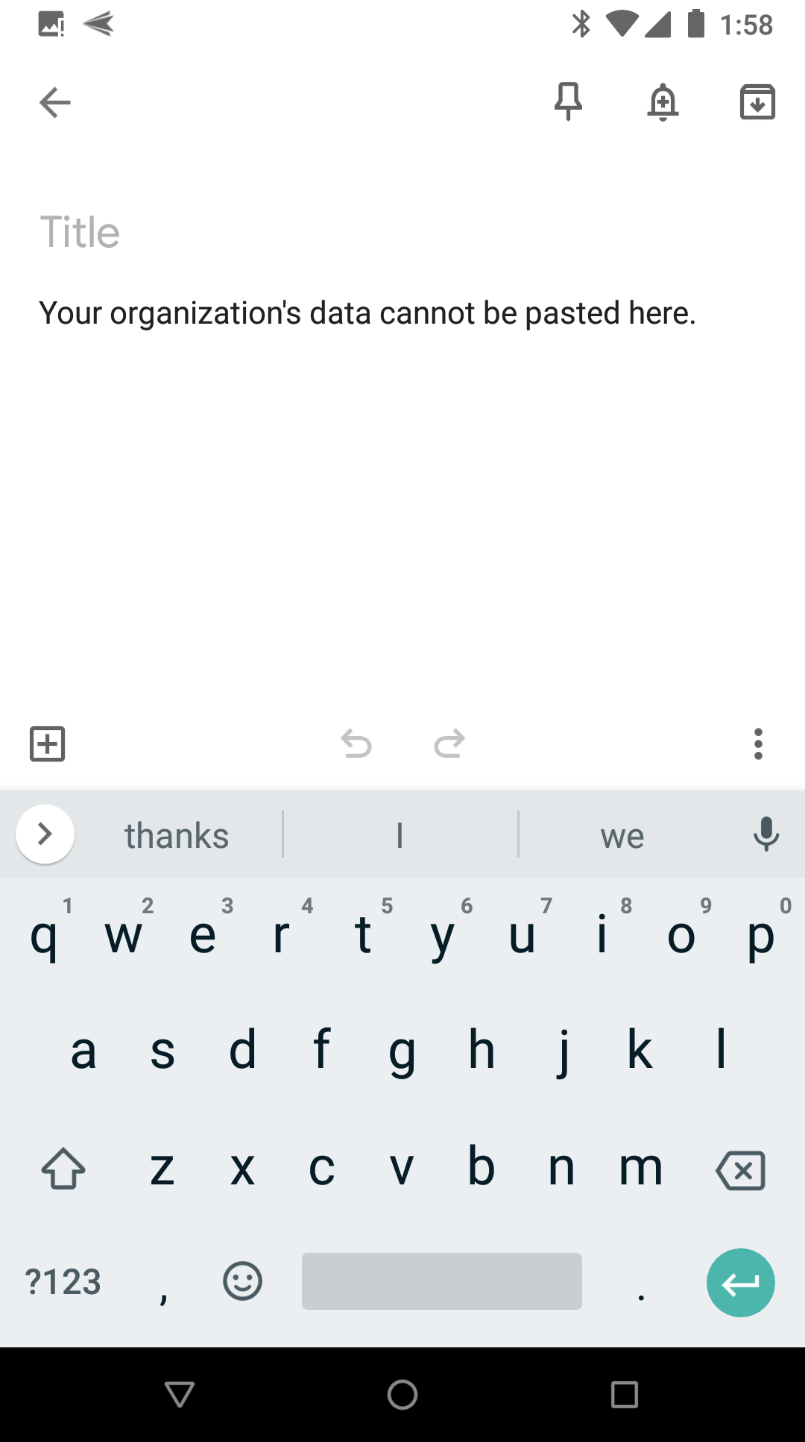 1:58
Title
Your organization's data cannot be pasted here.
thanks I we
1 2 3 4 5 6 7 8 9 0
q w e r t y u i o p
a s d f g h j k l
z x c v b n m
?123 , .